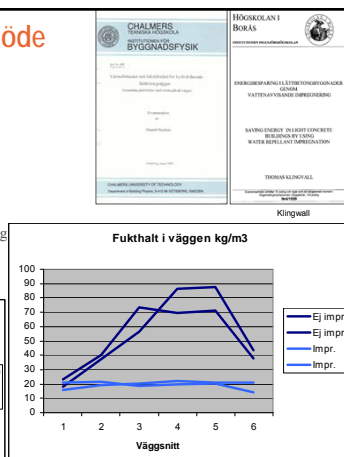 öde
CHALMERS
TEKNISKA HÖGSKOLA
INSTITUTIONEN FÖR
BYGGNADSFYSIK
CHALMERS UNIVERSITY OF TECHNOLOGY
HÖGSKOLAN I
BORÅS
ENERGIBESPARING I LÄTTBETONGBYGGNADER
GENOM
VATTENAVVISANDE IMPREGNERING
SAVING ENERGY IN LIGHT CONCRETE
BUILDINGS BY USING
WATER REPELLANT IMPREGNATION
THOMAS KLINGVALL
Klingwall
g
Fukthalt i väggen kg/m3
100
90
80
70
60
50
40
30
20
10
0
1 2 3 4 5 6
Väggsnitt
Ej impr
Ej impr
Impr.
Impr.